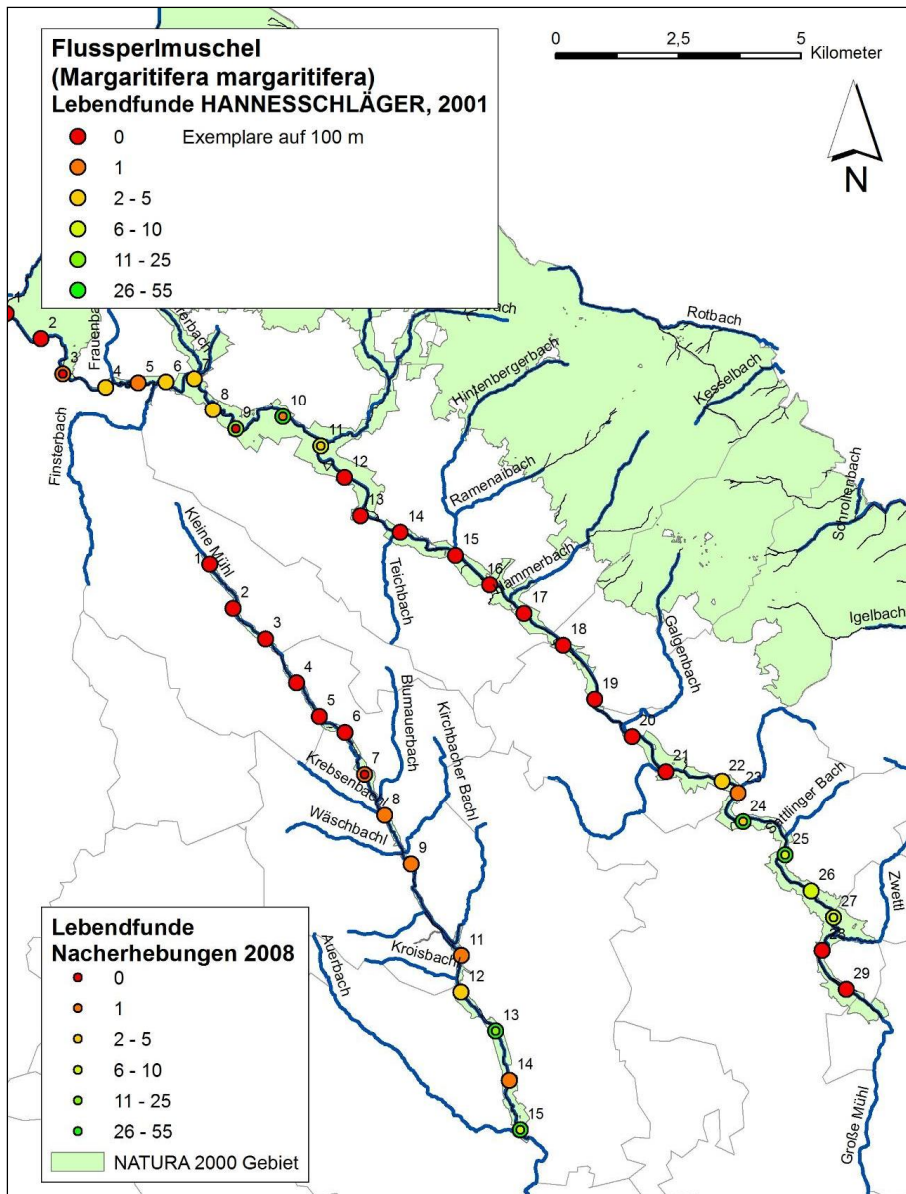 Flussperlmuschel
(Margaritifera margaritifera)
Lebendfunde HANNESSCHLÄGER, 2001
0 Exemplare auf 100 m
1
2 - 5
6 - 10
11 - 25
26 - 55
0 2,5 5
Kilometer
N
1
2
3
Frauenba
4
5
6
7
8
9
10
11
12
13
14
15
16
17
18
19
20
21
22
23
24
25
26
27
29
Rotbach
Kesselbach
Hintenbergerbach
Ramenaibach
Schrollenbach
Igelbach
Finsterbach
Teichbach
Hammerbach
Galgenbach
Kleine Mühl
1
2
3
4
5
6
7
8
9
11
12
13
14
15
Blumauerbach
Kirchbacher Bachl
Krebsenbachl
Wäschbachl
Kroisbachl
Auerbach
Zwettl
Große Mühl
Lebendfunde
Nacherhebungen 2008
0
1
2 - 5
6 - 10
11 - 25
26 - 55
NATURA 2000 Gebiet